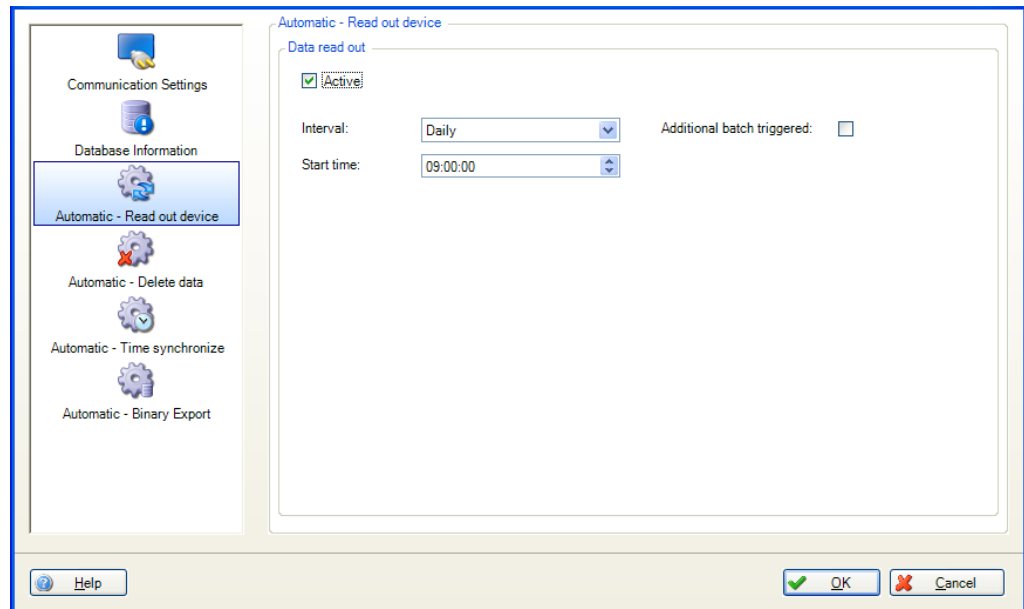 Communication Settings
Database Information
Automatic - Read out device
Automatic - Delete data
Automatic - Time synchronize
Automatic - Binary Export
Automatic - Read out device
Data read out
Active
Interval:
Daily
Additional batch triggered:
Start time:
09:00:00
Help
OK
Cancel